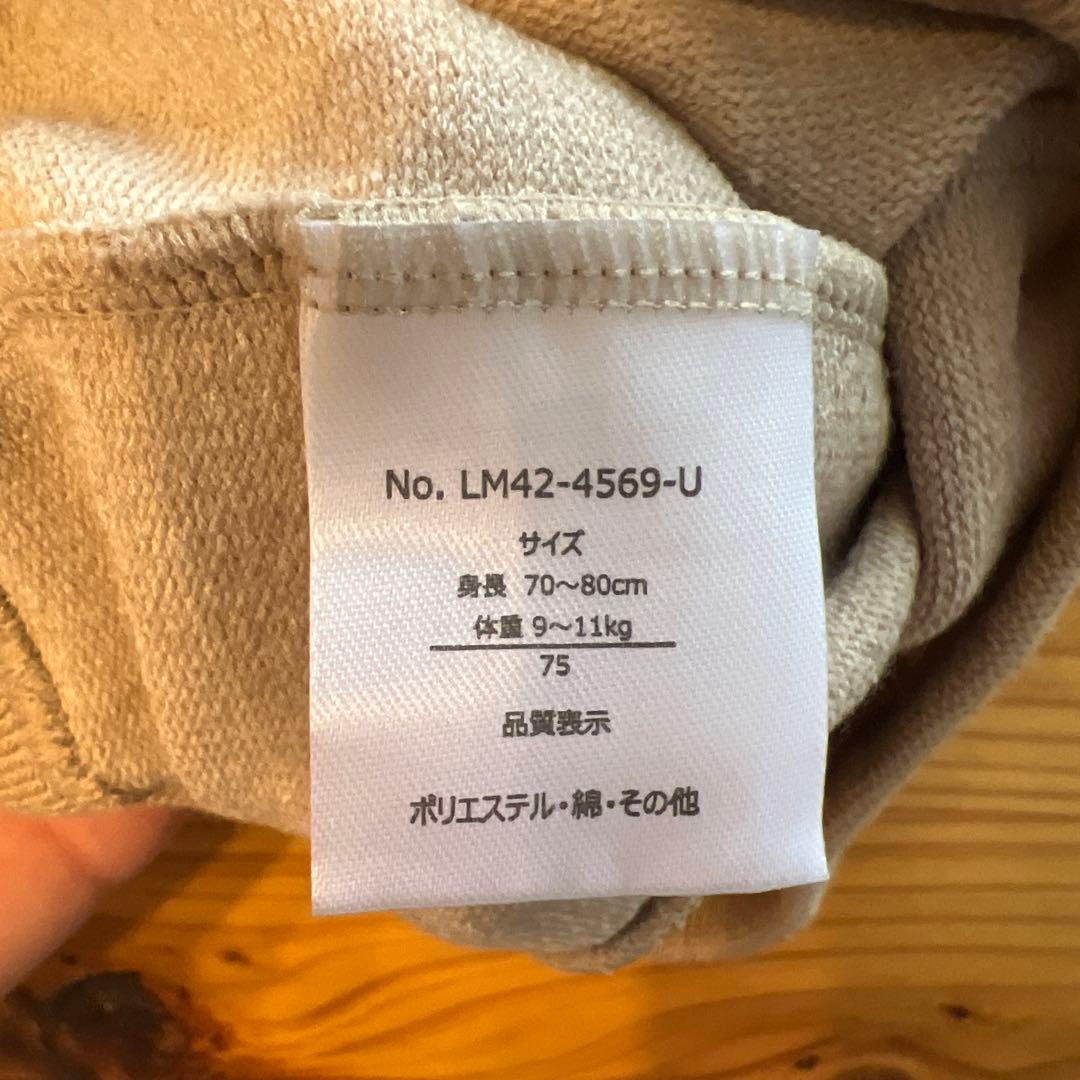 No. LM42-4569-U
サイズ
身長 70～80cm
体重 9～11kg
75
品質表示
ポリエステル・綿・その他